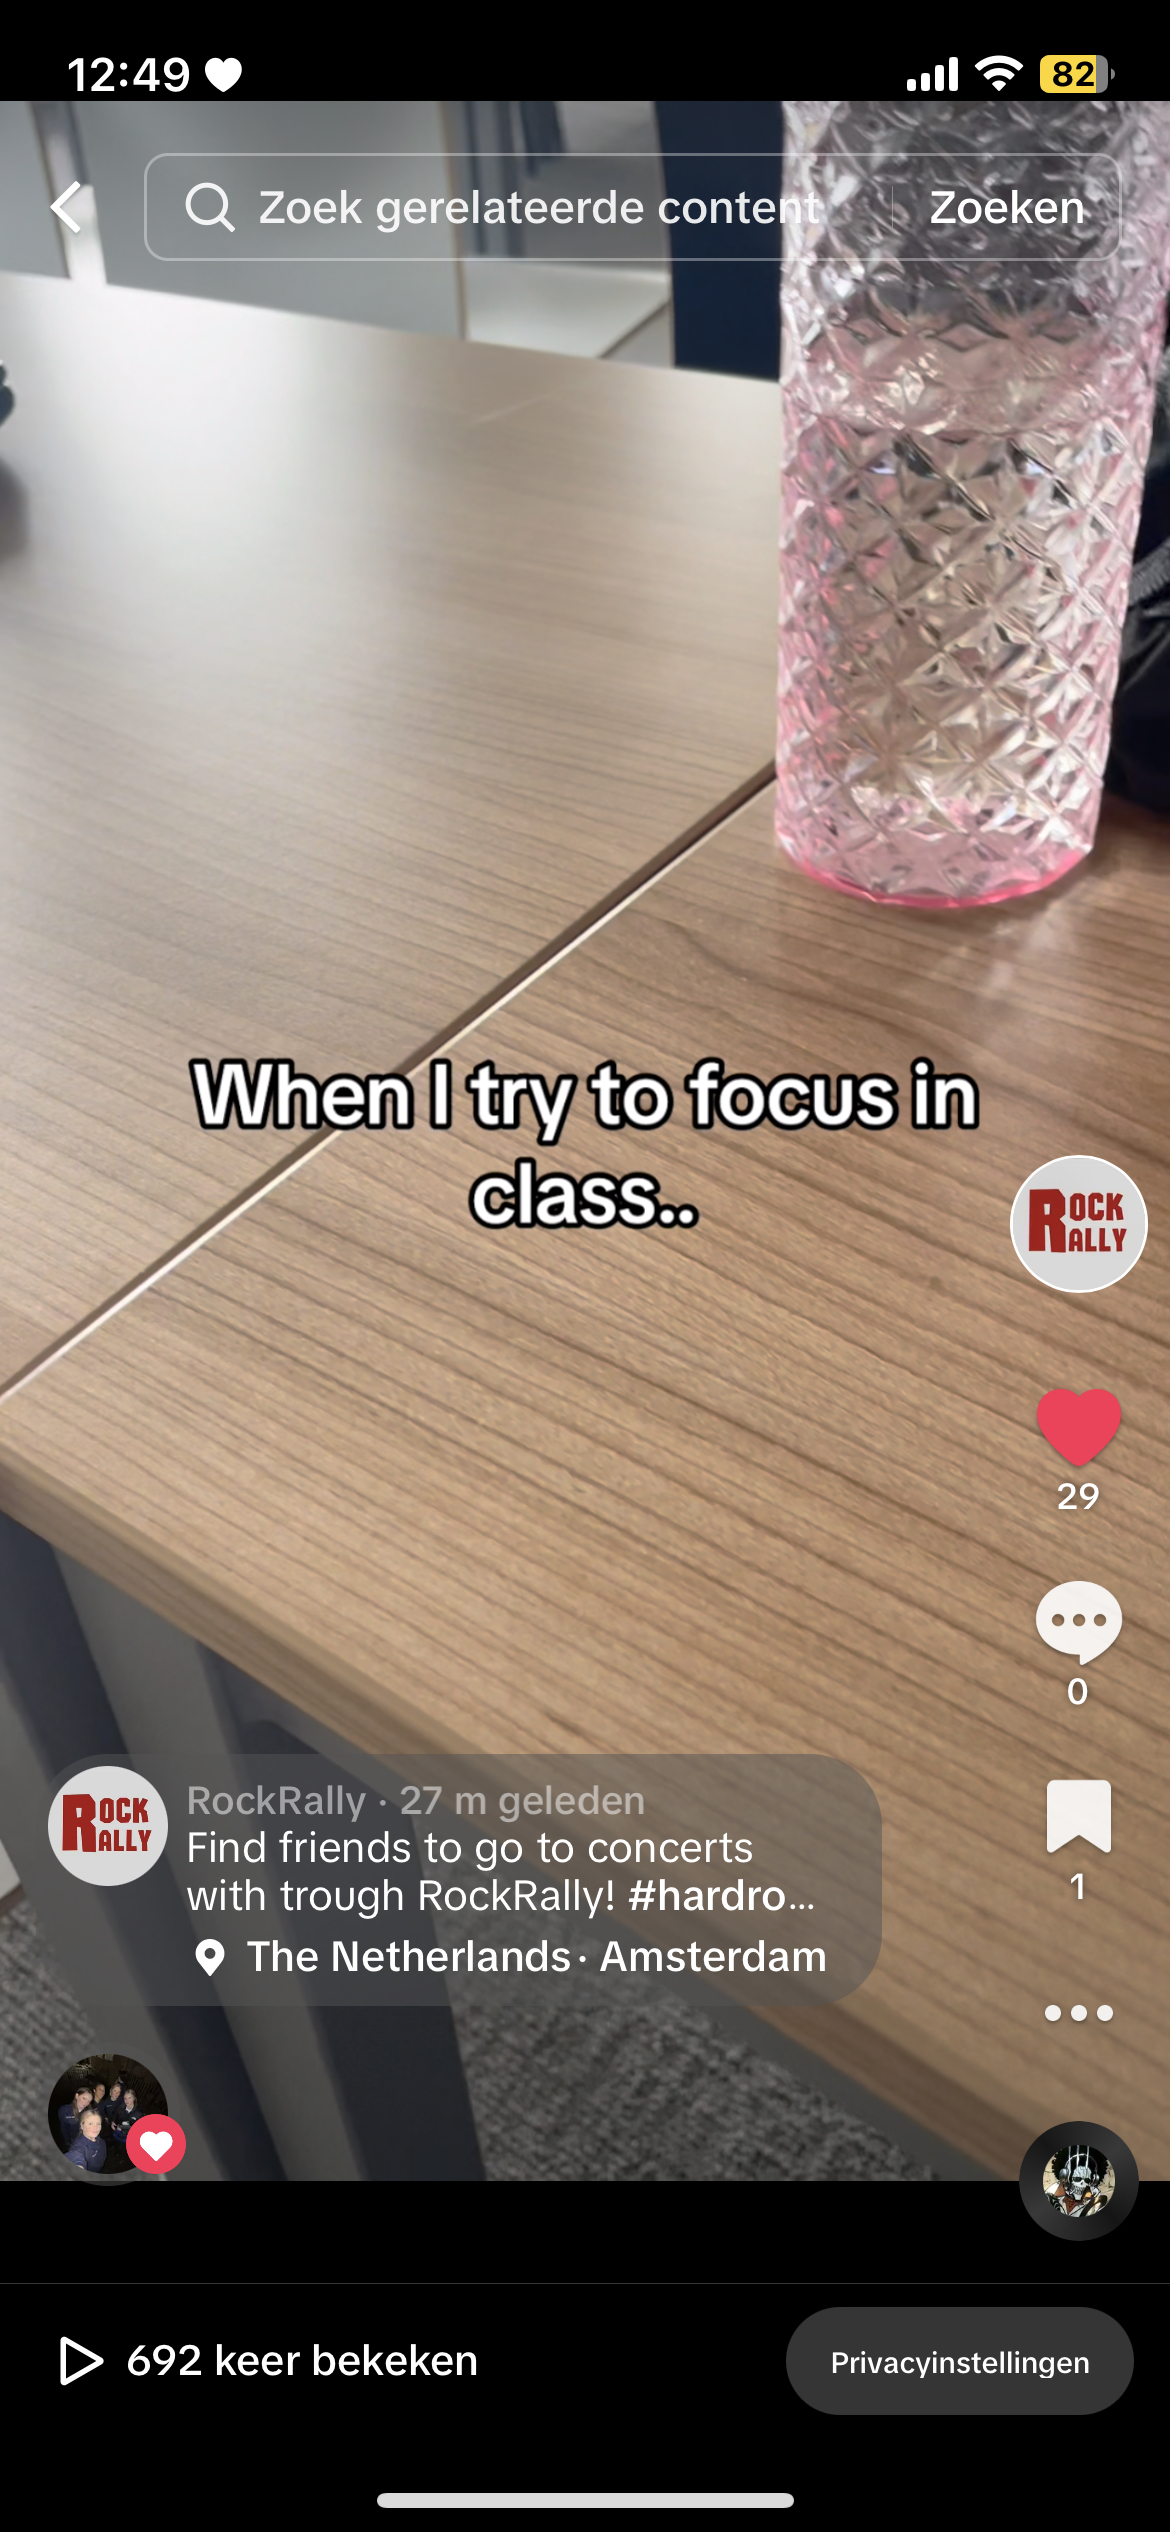 12:49
82
Zoek gerelateerde content
Zoeken
When I try to focus in
class..
ROCK
RALLY
29
0
RockRally · 27 m geleden
ROCK
RALLY
Find friends to go to concerts
with trough RockRally! #hardro...
1
The Netherlands · Amsterdam
692 keer bekeken
Privacyinstellingen